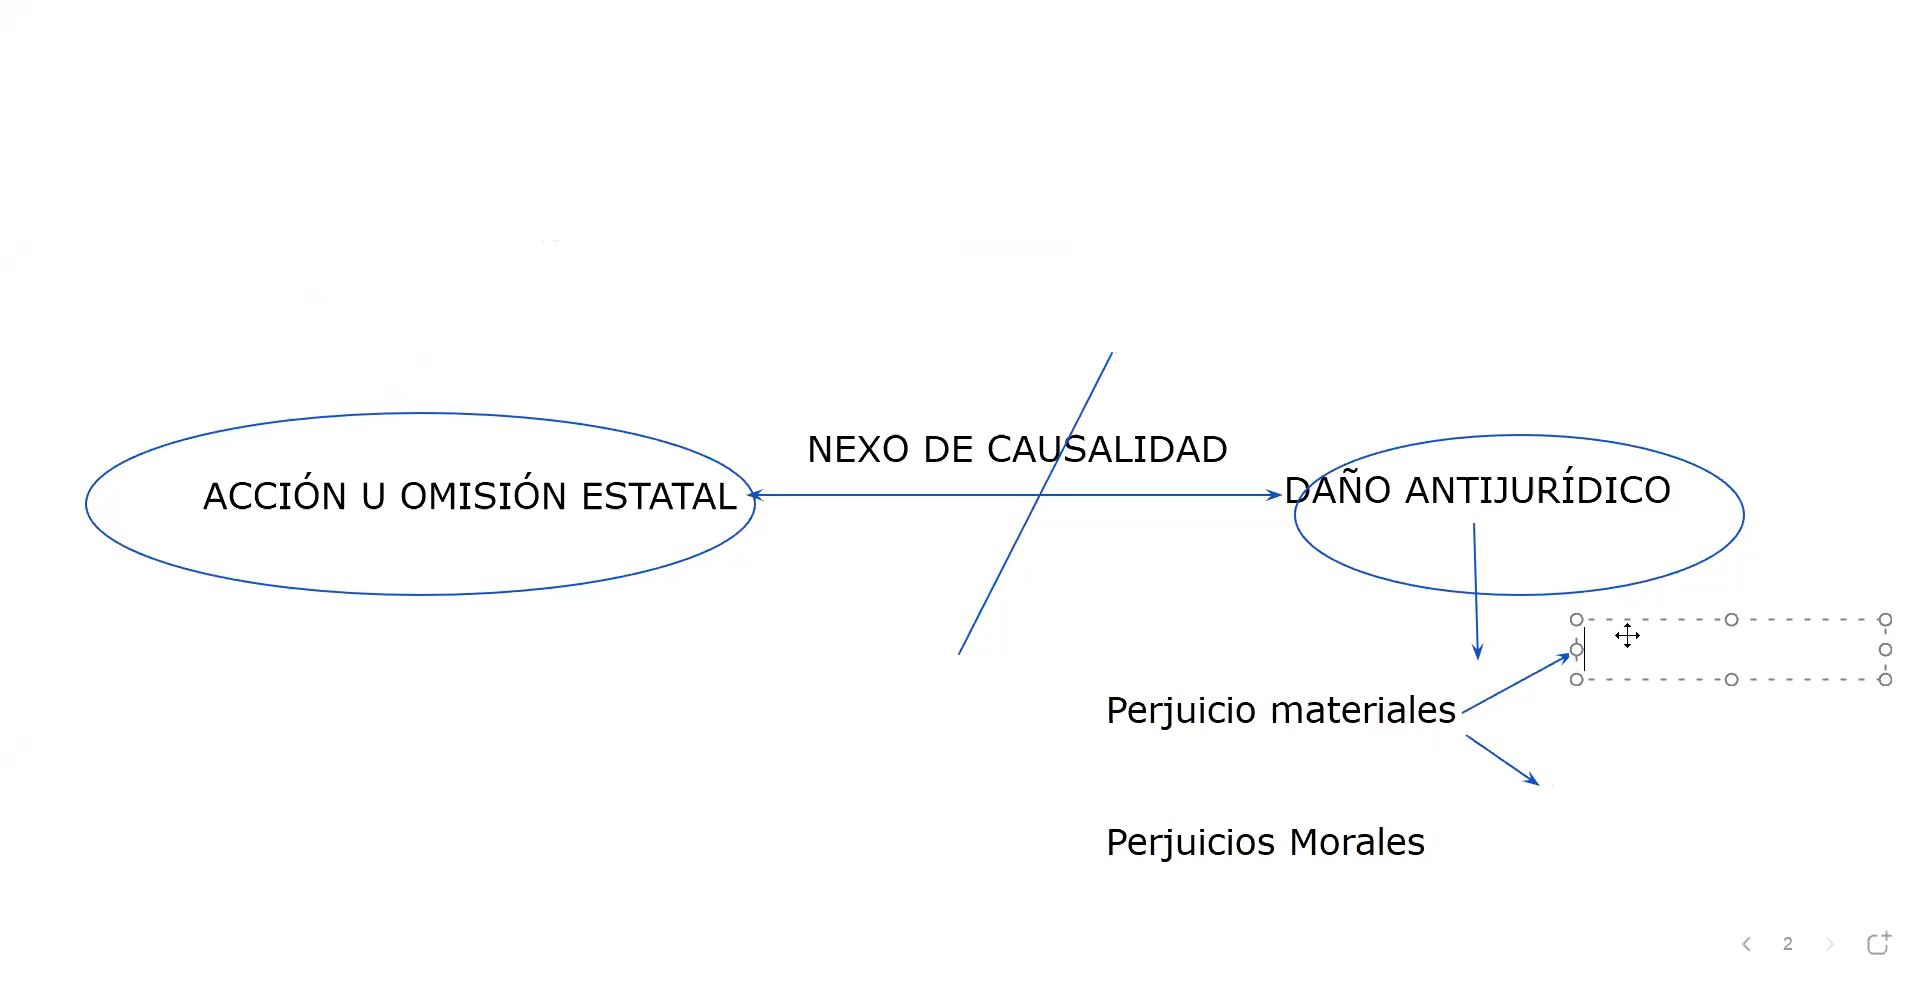 NEXO DE CAUSALIDAD
ACCIÓN U OMISIÓN ESTATAL
DAÑO ANTIJURÍDICO
Perjuicio materiales
Perjuicios Morales
2